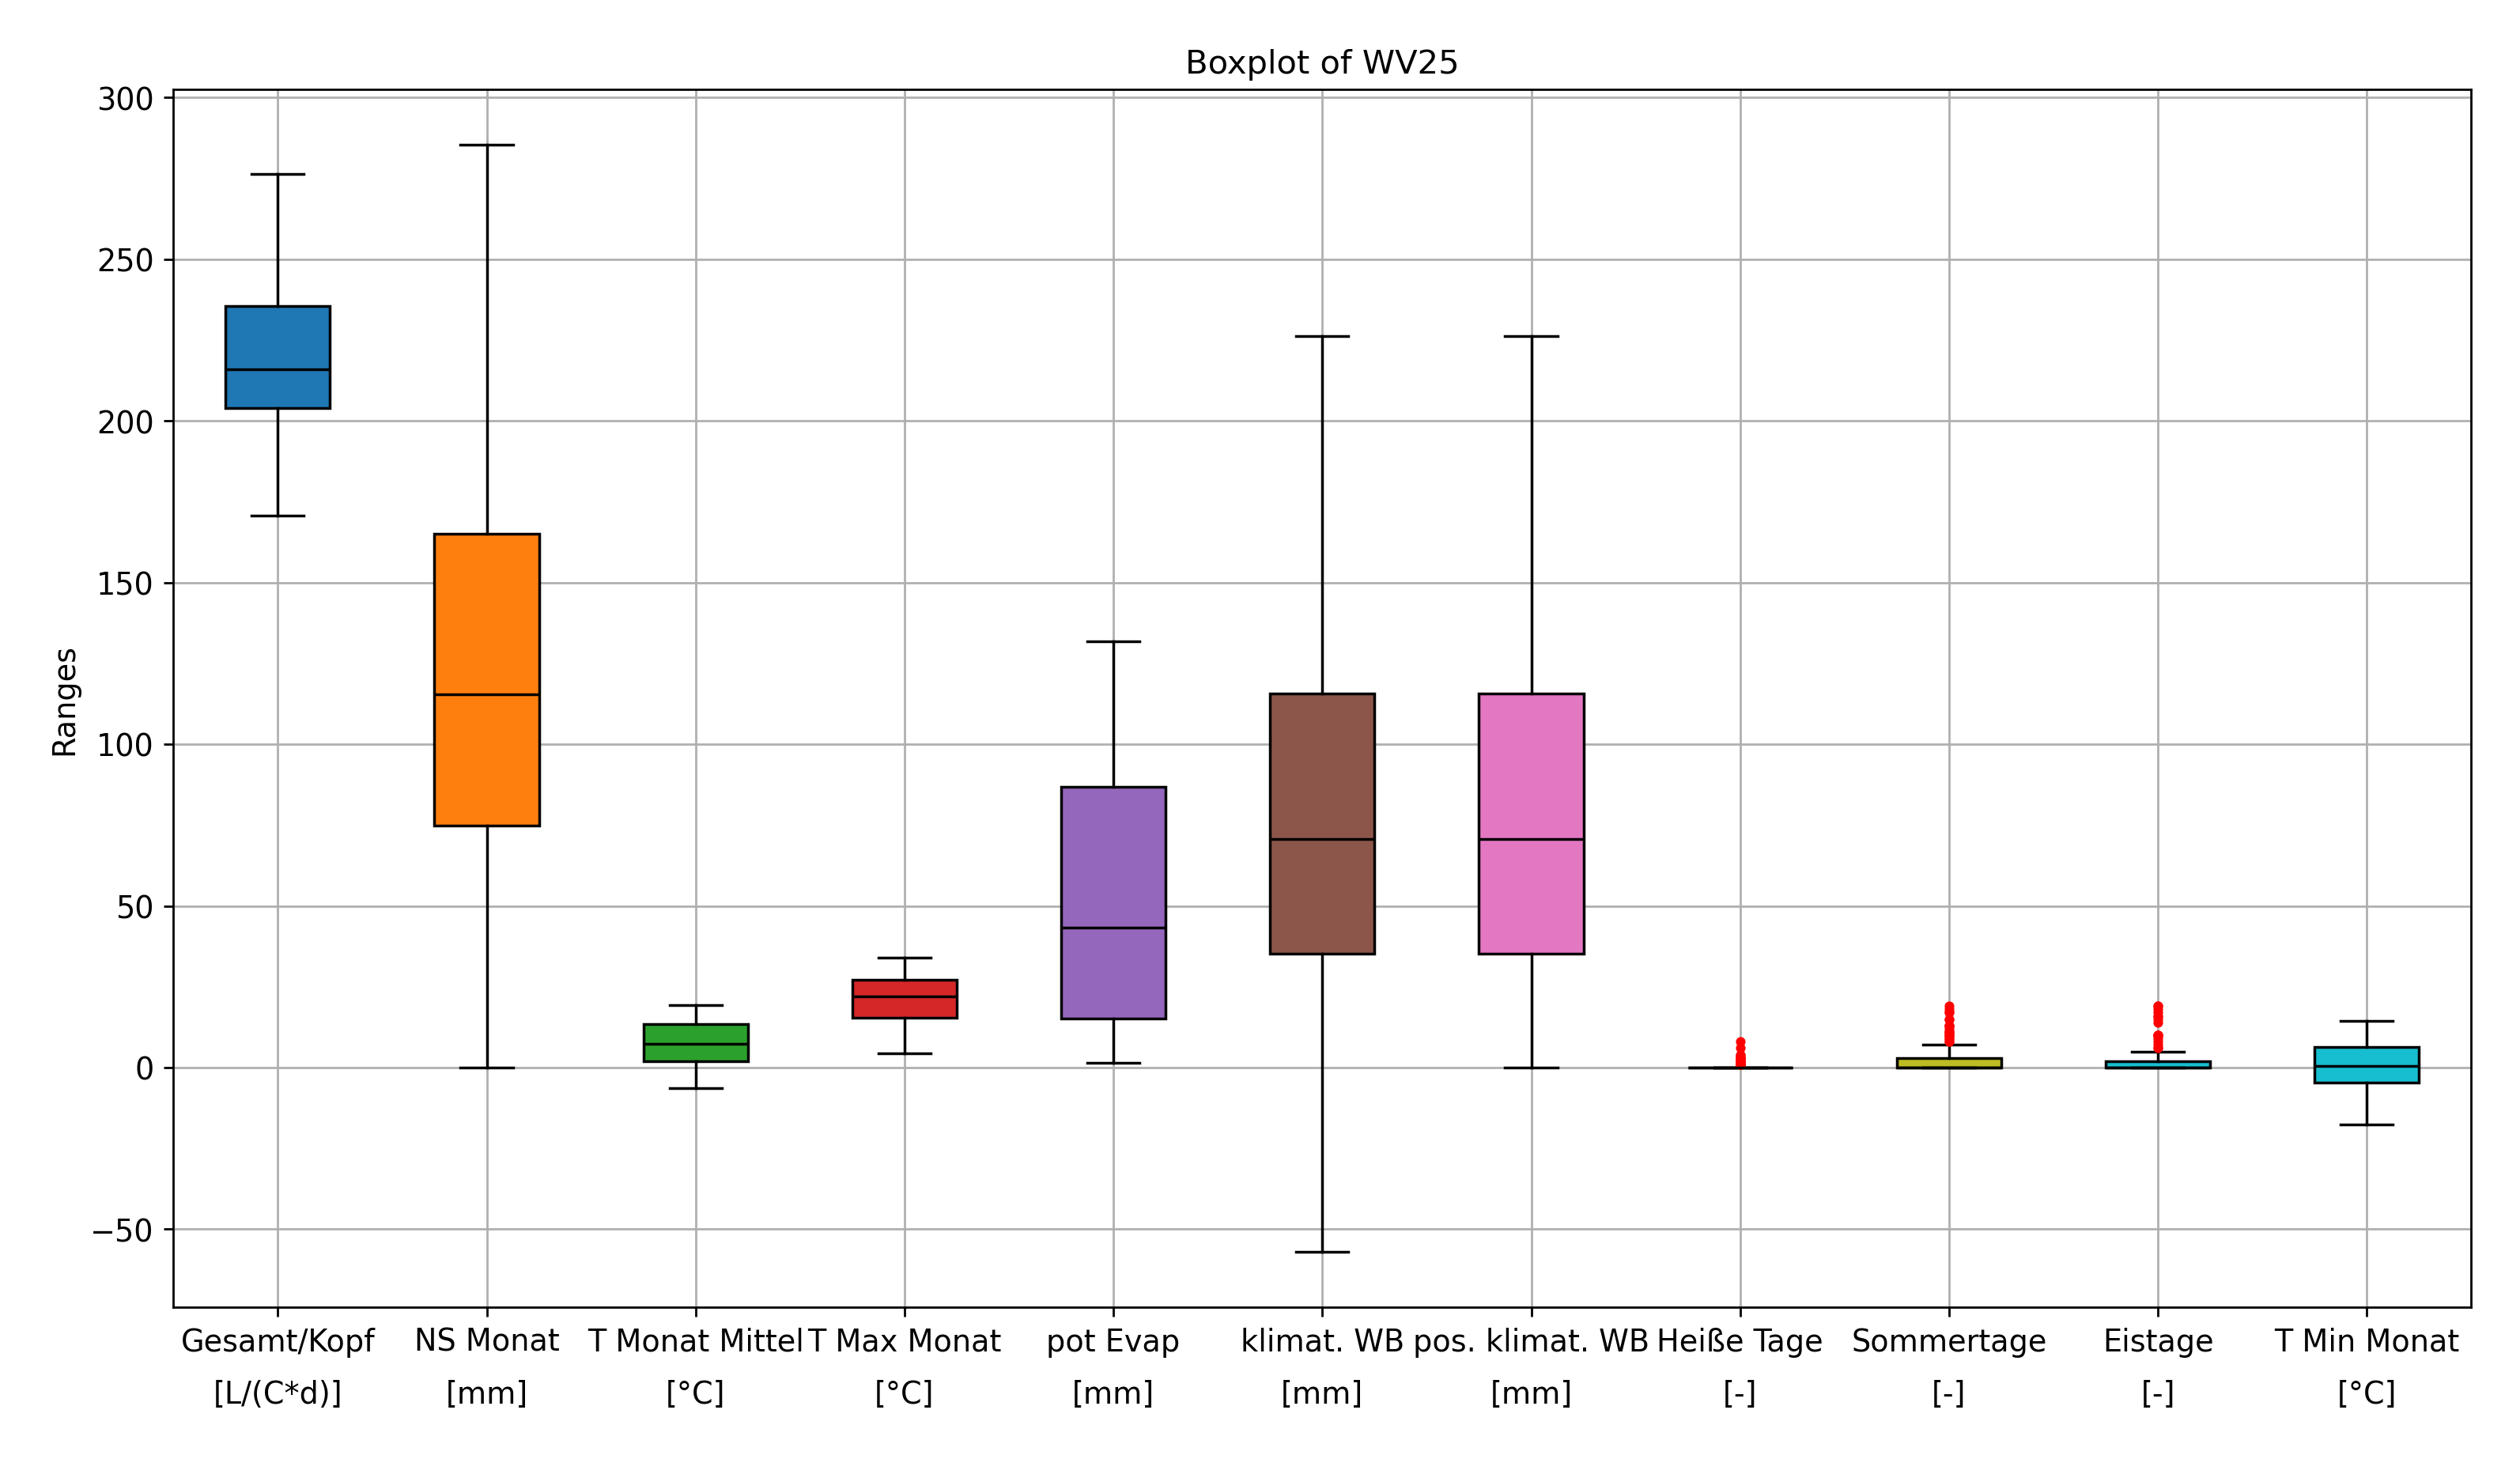 Boxplot of WV25
300
250
200
150
100
50
0
−50
Ranges
Gesamt/Kopf NS Monat T Monat Mittel T Max Monat pot Evap klimat. WB pos. klimat. WB Heiße Tage Sommertage Eistage T Min Monat
[L/(C*d)] [mm] [°C] [°C] [mm] [mm] [mm] [-] [-] [-] [°C]